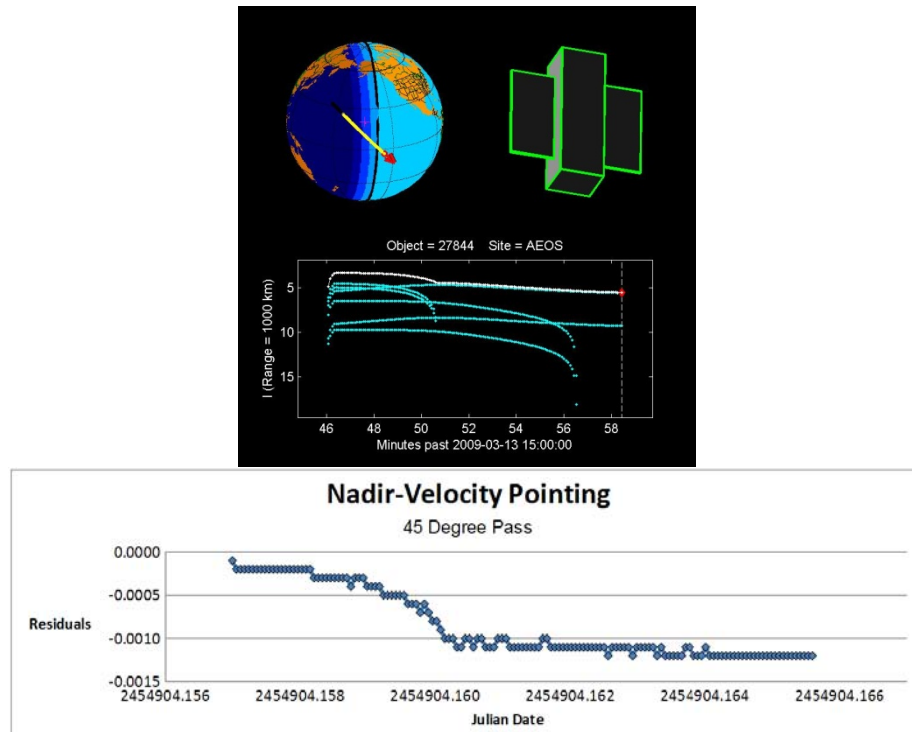 Object = 27844 Site = AEOS
I (Range = 1000 km)
5
10
15
46 48 50 52 54 56 58
Minutes past 2009-03-13 15:00:00
Nadir-Velocity Pointing
45 Degree Pass
0.0000
-0.0005
Residuals
-0.0010
-0.0015
2454904.156 2454904.158 2454904.160 2454904.162 2454904.164 2454904.166
Julian Date